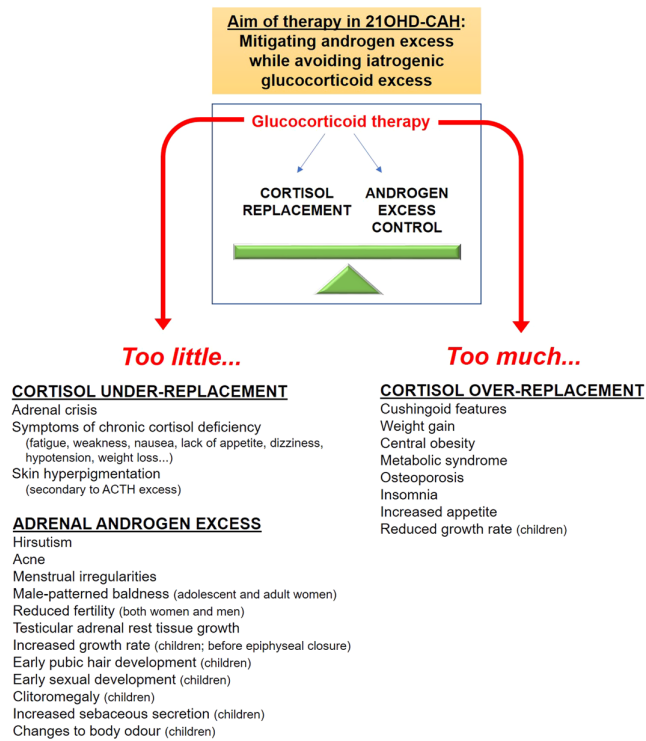 Aim of therapy in 21OHD-CAH:
Mitigating androgen excess
while avoiding iatrogenic
glucocorticoid excess
Glucocorticoid therapy
CORTISOL
REPLACEMENT
ANDROGEN
EXCESS
CONTROL
Too little...
CORTISOL UNDER-REPLACEMENT
Adrenal crisis
Symptoms of chronic cortisol deficiency
(fatigue, weakness, nausea, lack of appetite, dizziness,
hypotension, weight loss...)
Skin hyperpigmentation
(secondary to ACTH excess)
ADRENAL ANDROGEN EXCESS
Hirsutism
Acne
Menstrual irregularities
Male-patterned baldness (adolescent and adult women)
Reduced fertility (both women and men)
Testicular adrenal rest tissue growth
Increased growth rate (children; before epiphyseal closure)
Early pubic hair development (children)
Early sexual development (children)
Clitoromegaly (children)
Increased sebaceous secretion (children)
Changes to body odour (children)
Too much...
CORTISOL OVER-REPLACEMENT
Cushingoid features
Weight gain
Central obesity
Metabolic syndrome
Osteoporosis
Insomnia
Increased appetite
Reduced growth rate (children)